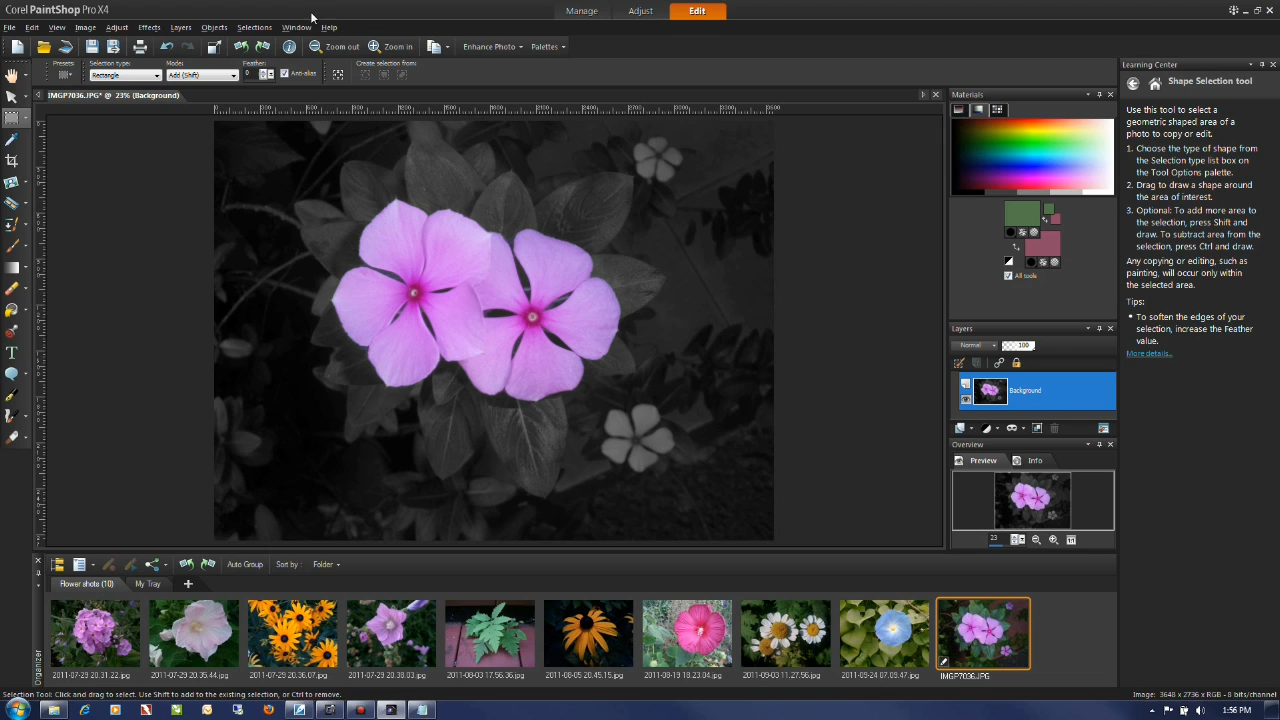 Corel PaintShop Pro X4
Manage
Adjust
Edit
File Edit View Image Adjust Effects Layers Objects Selections Window Help
Zoom out
Zoom in
Enhance Photo
Palettes
Presets:
Selection type:
Mode:
Feather:
Create selection from:
Rectangle
Add (Shift)
0
Anti-alias
IMGP7036.JPG* @ 23% (Background)
Materials
All tools
Layers
Normal
100
Background
Overview
Preview
Info
23
Learning Center
Shape Selection tool
Use this tool to select a
geometric shaped area of a
photo to copy or edit.
1. Choose the type of shape from
the Selection type list box on
the Tool Options palette.
2. Drag to draw a shape around
the area of interest.
3. Optional: To add more area to
the selection, press Shift and
draw. To subtract area from the
selection, press Ctrl and draw.
Any copying or editing, such as
painting, will occur only within
the selected area.
Tips:
• To soften the edges of your
selection, increase the Feather
value.
More details...
Auto Group
Sort by :
Folder
Flower shots (10)
My Tray
Organizer
2011-07-29 20.31.22.jpg
2011-07-29 20.35.44.jpg
2011-07-29 20.36.07.jpg
2011-07-29 20.38.03.jpg
2011-08-03 17.56.36.jpg
2011-08-05 20.45.15.jpg
2011-08-19 18.23.04.jpg
2011-09-03 11.27.56.jpg
2011-09-24 07.09.47.jpg
IMGP7036.JPG
Selection Tool: Click and drag to select. Use Shift to add to the existing selection, or Ctrl to remove.
Image: 3648 x 2736 x RGB - 8 bits/channel
1:56 PM